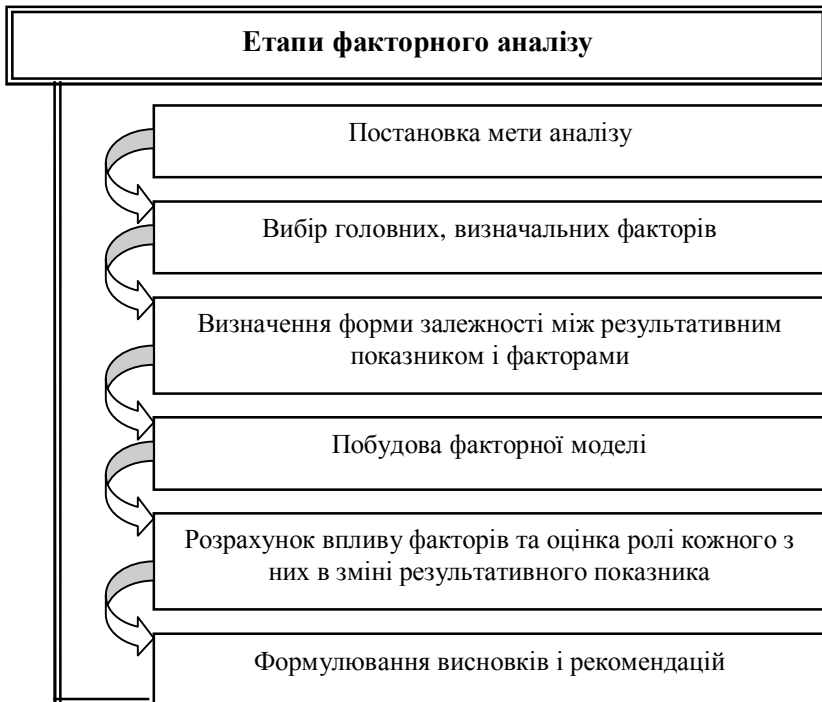 Етапи факторного аналізу
Постановка мети аналізу
Вибір головних, визначальних факторів
Визначення форми залежності між результативним
показником і факторами
Побудова факторної моделі
Розрахунок впливу факторів та оцінка ролі кожного з
них в зміні результативного показника
Формулювання висновків і рекомендацій